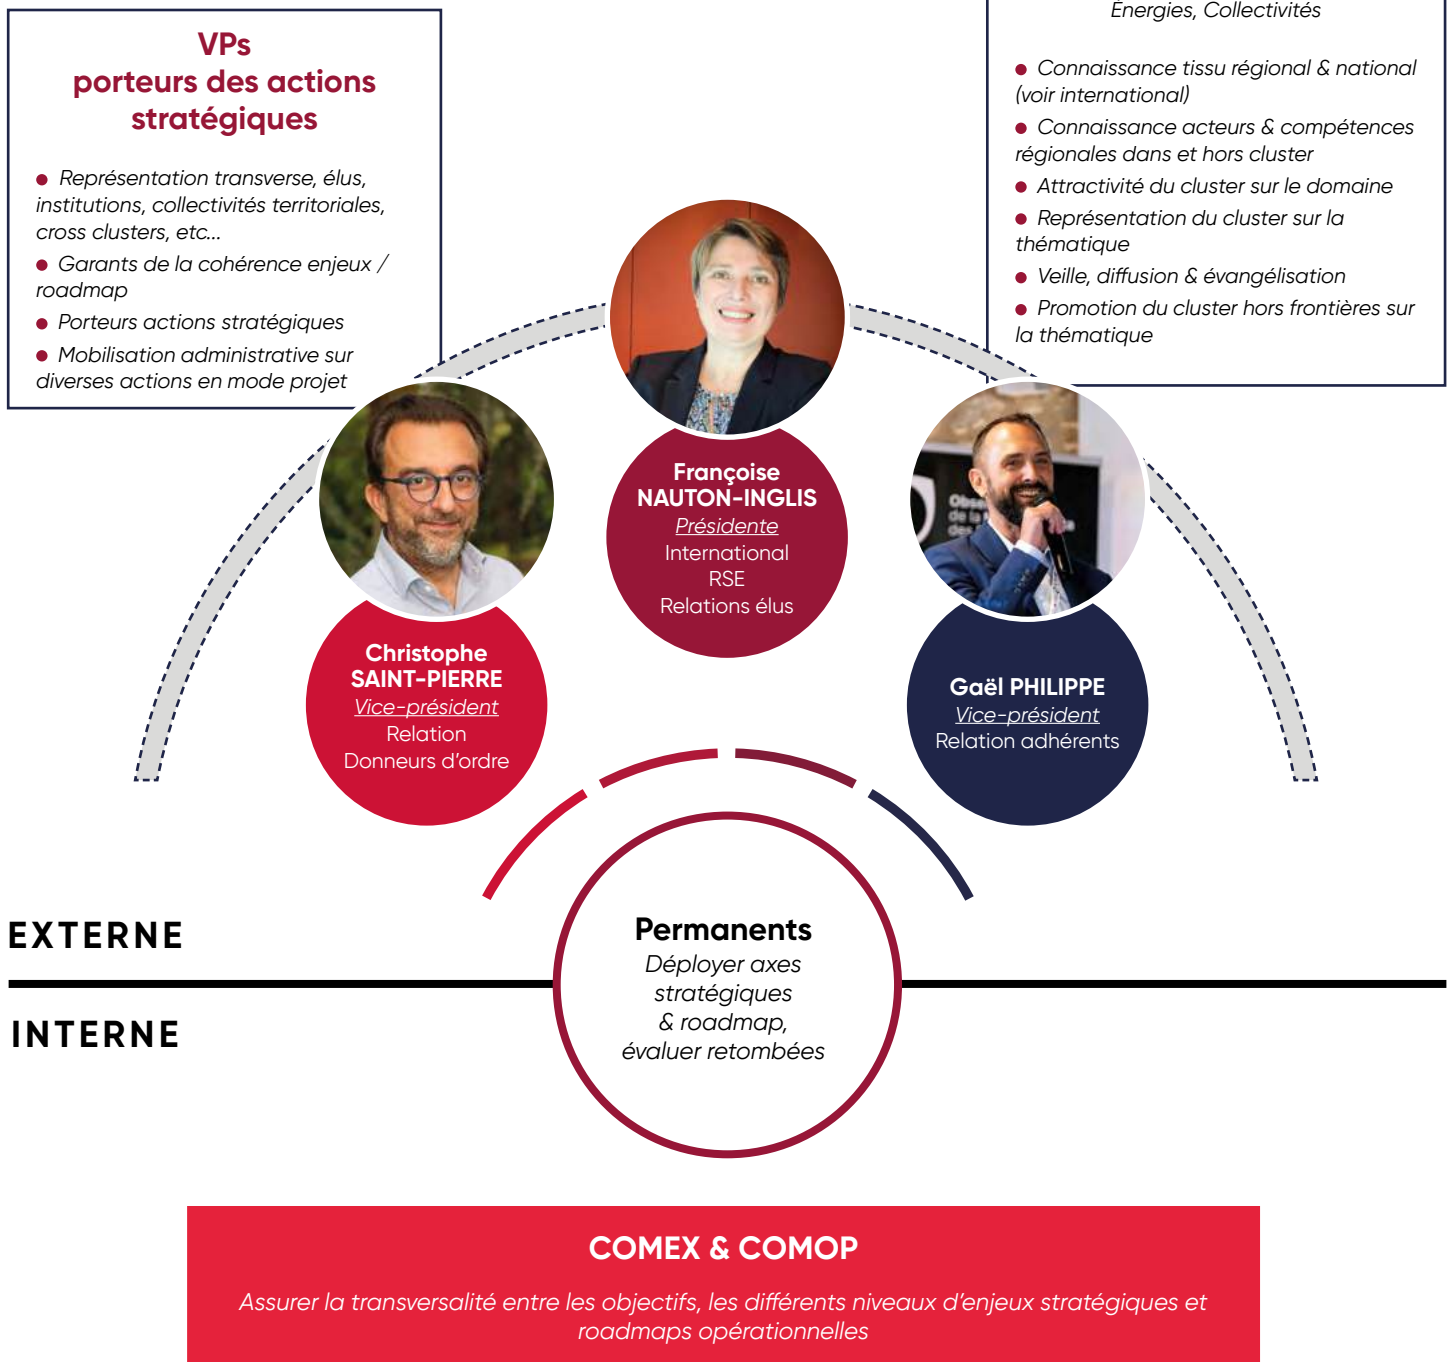 VPs
porteurs des actions
stratégiques
● Représentation transverse, élus,
institutions, collectivités territoriales,
cross clusters, etc...
● Garants de la cohérence enjeux /
roadmap
● Porteurs actions stratégiques
● Mobilisation administrative sur
diverses actions en mode projet
Énergies, Collectivités
● Connaissance tissu régional & national
(voir international)
● Connaissance acteurs & compétences
régionales dans et hors cluster
● Attractivité du cluster sur le domaine
● Représentation du cluster sur la
thématique
● Veille, diffusion & évangélisation
● Promotion du cluster hors frontières sur
la thématique
Françoise
NAUTON-INGLIS
Présidente
International
RSE
Relations élus
Christophe
SAINT-PIERRE
Vice-président
Relation
Donneurs d'ordre
Gaël PHILIPPE
Vice-président
Relation adhérents
EXTERNE
INTERNE
Permanents
Déployer axes
stratégiques
& roadmap,
évaluer retombées
COMEX & COMOP
Assurer la transversalité entre les objectifs, les différents niveaux d'enjeux stratégiques et
roadmaps opérationnelles